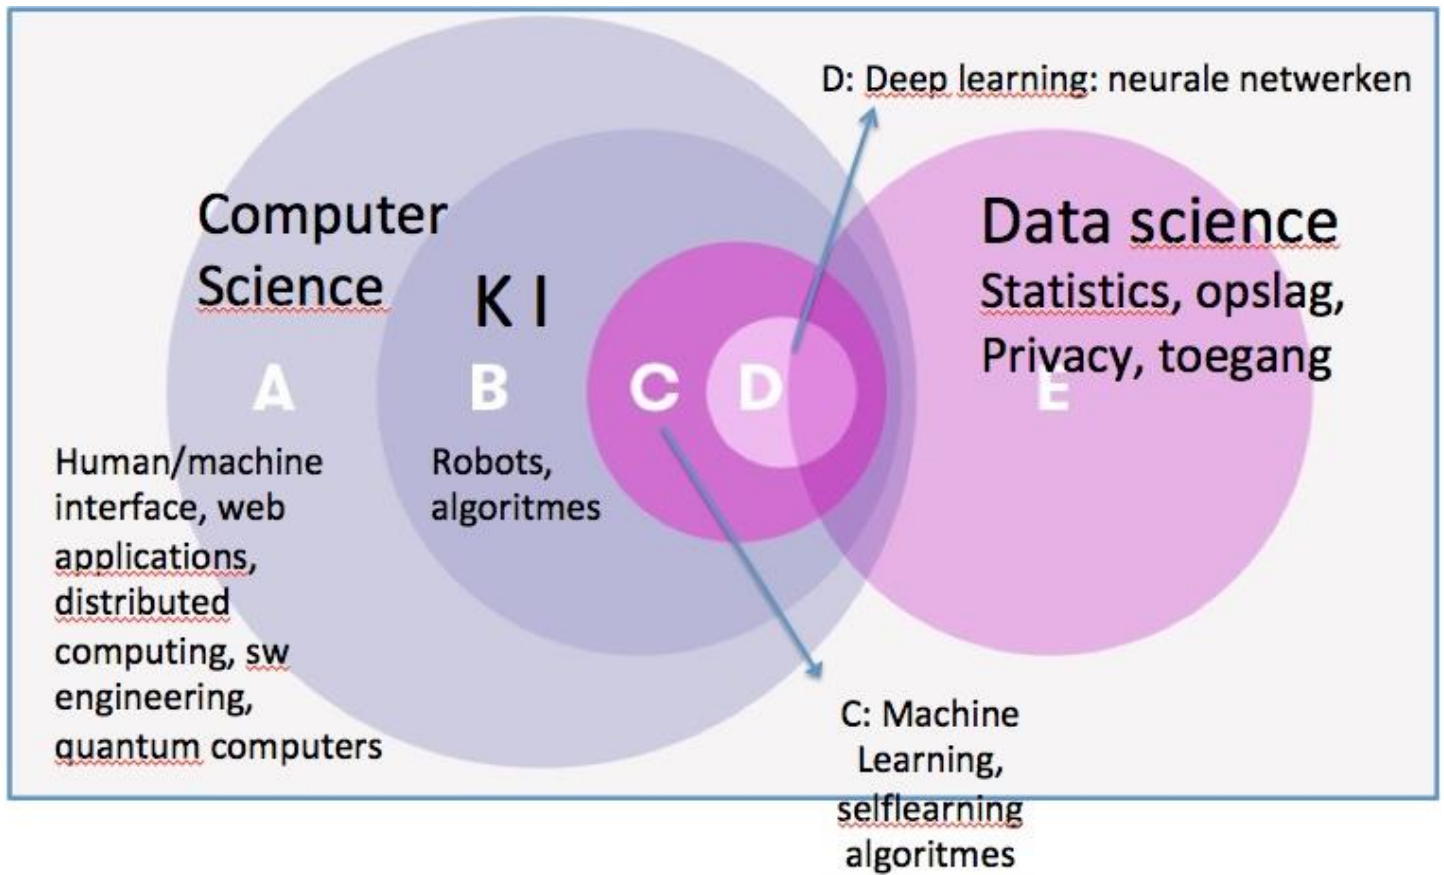 D: Deep learning: neurale netwerken
Computer
Science
K I
Data science
Statistics, opslag,
Privacy, toegang
A
B
C
D
E
Human/machine
interface, web
applications,
distributed
computing, sw
engineering,
quantum computers
Robots,
algoritmes
C: Machine
Learning,
selflearning
algoritmes